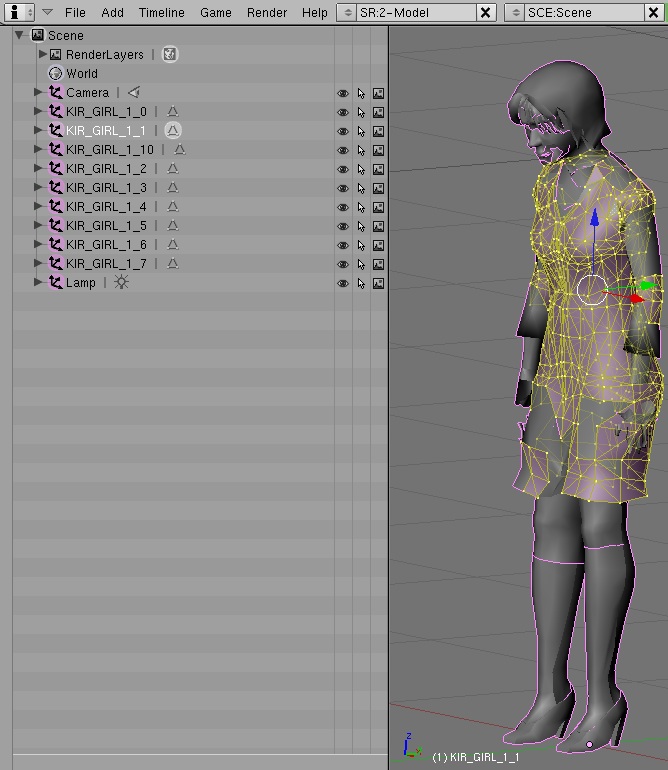 File Add Timeline Game Render Help SR:2-Model SCE:Scene
Scene
RenderLayers
World
Camera
KIR_GIRL_1_0
KIR_GIRL_1_1
KIR_GIRL_1_10
KIR_GIRL_1_2
KIR_GIRL_1_3
KIR_GIRL_1_4
KIR_GIRL_1_5
KIR_GIRL_1_6
KIR_GIRL_1_7
Lamp
z
(1) KIR_GIRL_1_1